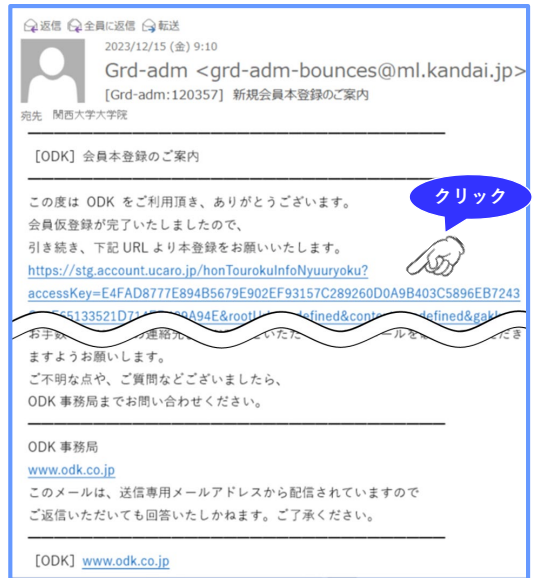 返信 全員に返信 転送
2023/12/15 (金) 9:10
Grd-adm <grd-adm-bounces@ml.kandai.jp>
[Grd-adm:120357] 新規会員本登録のご案内
宛先 関西大学大学院
[ODK] 会員本登録のご案内
この度は ODK をご利用頂き、ありがとうございます。
クリック
会員仮登録が完了いたしましたので、
引き続き、下記 URL より本登録をお願いいたします。
https://stg.account.ucaro.jp/honTourokuInfoNyuuryoku?
accessKey=E4FAD8777E894B5679E902EF93157C289260D0A9B403C5896EB7243
ますようお願いします。
ご不明な点や、ご質問などございましたら、
ODK 事務局までお問い合わせください。
ODK 事務局
www.odk.co.jp
このメールは、送信専用メールアドレスから配信されていますので
ご返信いただいても回答いたしかねます。ご了承ください。
[ODK] www.odk.co.jp